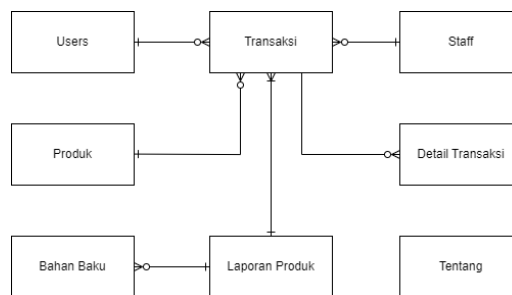 Users
Transaksi
Staff
Produk
Detail Transaksi
Bahan Baku
Laporan Produk
Tentang